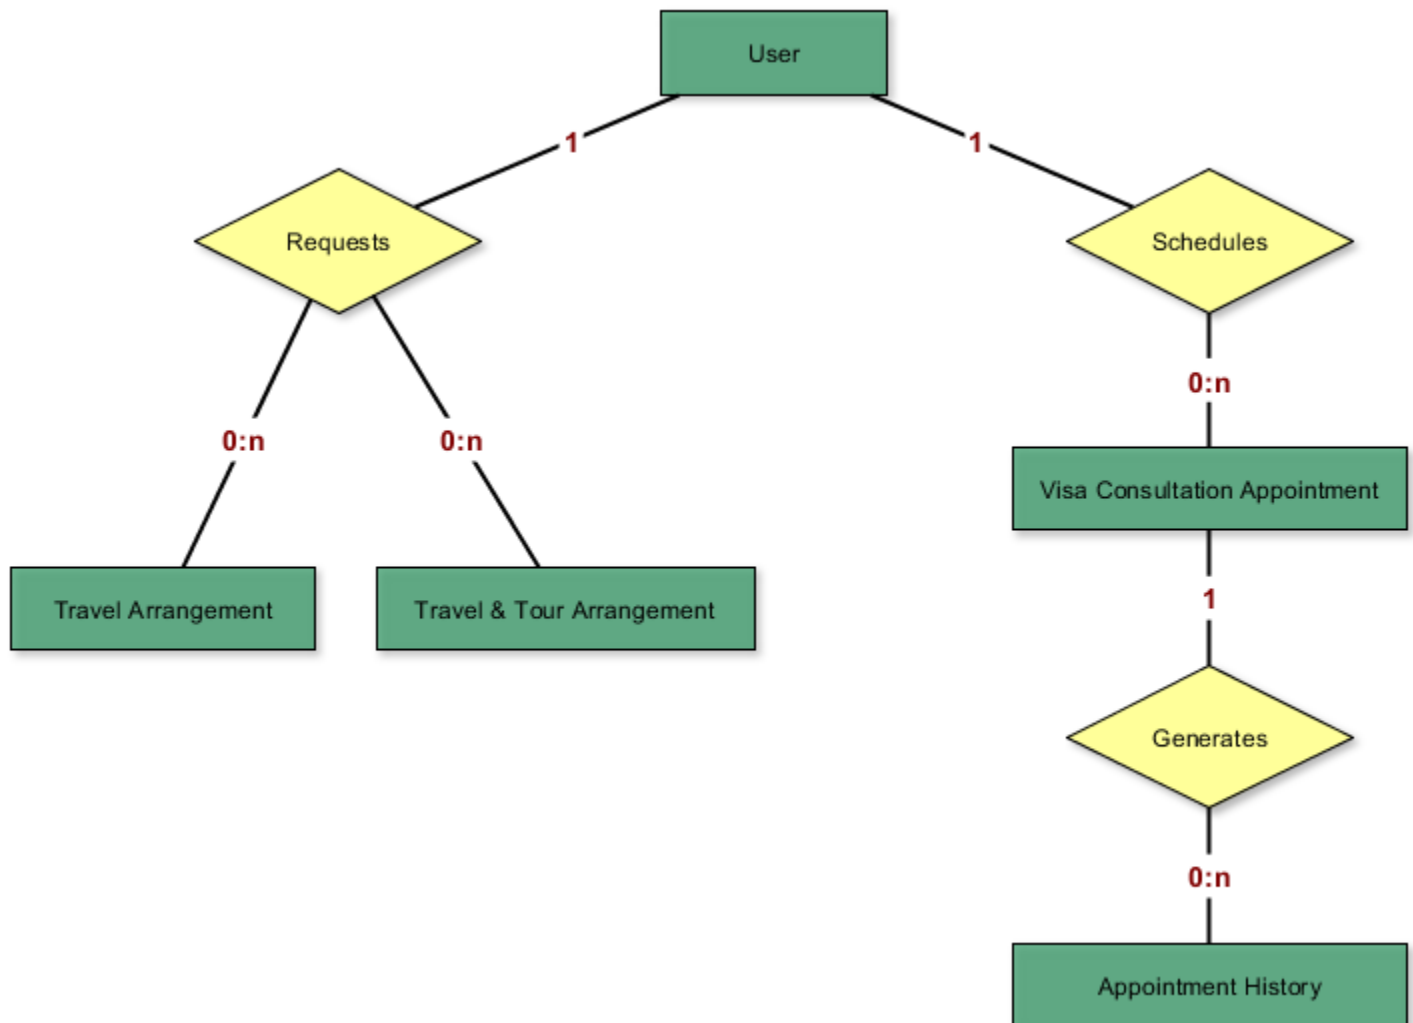 User
1
1
Requests
Schedules
0:n
0:n
0:n
Visa Consultation Appointment
Travel Arrangement
Travel & Tour Arrangement
1
Generates
0:n
Appointment History